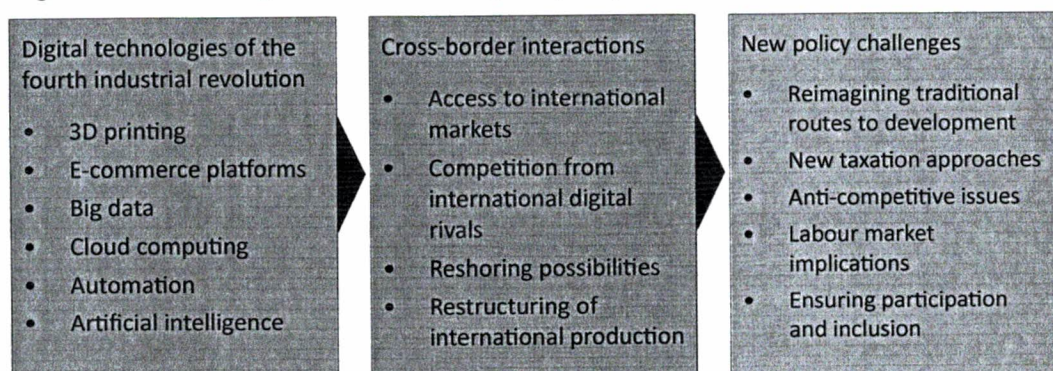 Digital technologies of the
fourth industrial revolution
• 3D printing
• E-commerce platforms
• Big data
• Cloud computing
• Automation
• Artificial intelligence
Cross-border interactions
• Access to international
markets
• Competition from
international digital
rivals
• Reshoring possibilities
• Restructuring of
international production
New policy challenges
• Reimagining traditional
routes to development
• New taxation approaches
• Anti-competitive issues
• Labour market
implications
• Ensuring participation
and inclusion